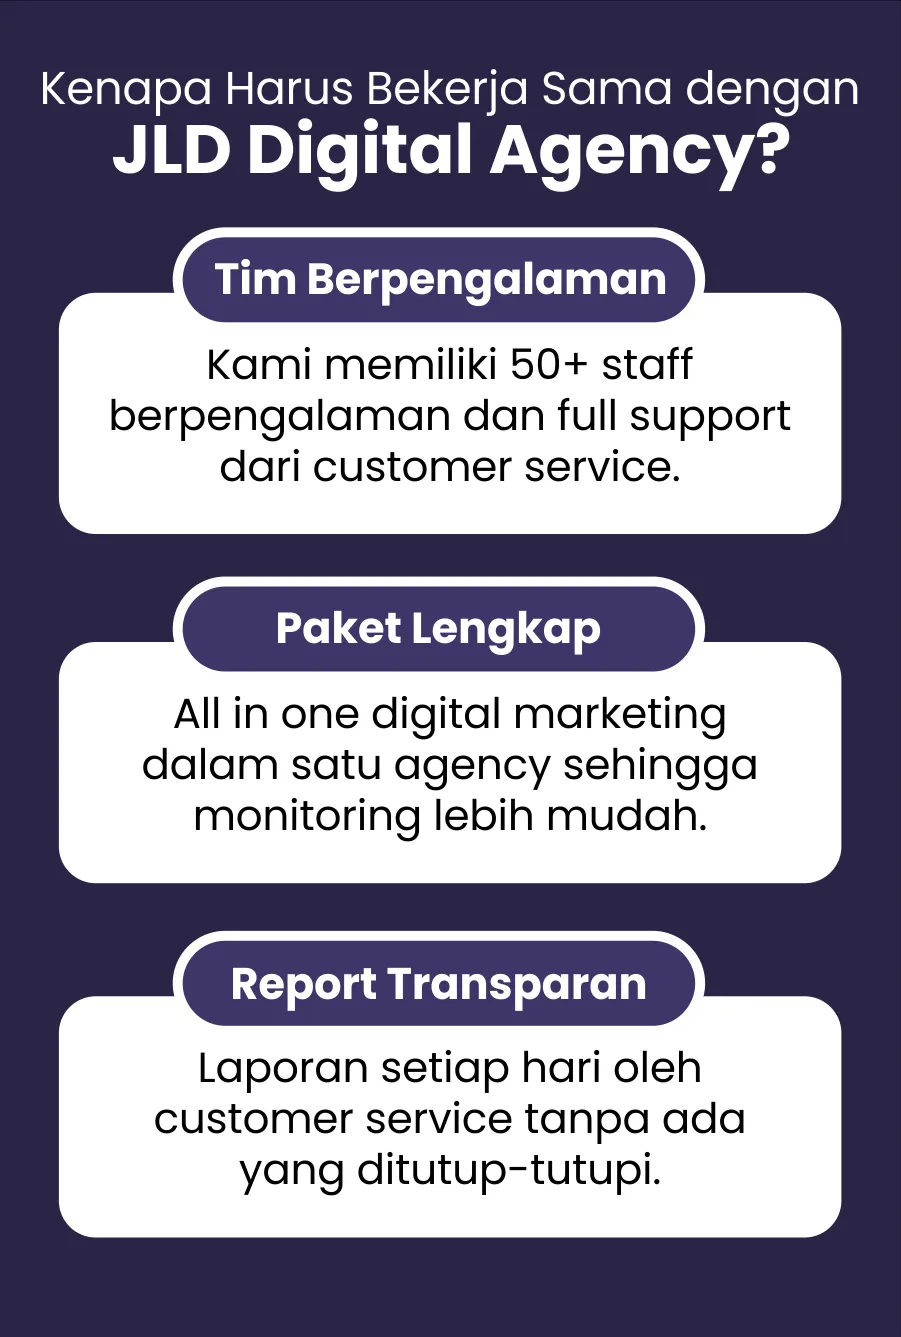 Kenapa Harus Bekerja Sama dengan
JLD Digital Agency?
Tim Berpengalaman
Kami memiliki 50+ staff
berpengalaman dan full support
dari customer service.
Paket Lengkap
All in one digital marketing
dalam satu agency sehingga
monitoring lebih mudah.
Report Transparan
Laporan setiap hari oleh
customer service tanpa ada
yang ditutup-tutupi.